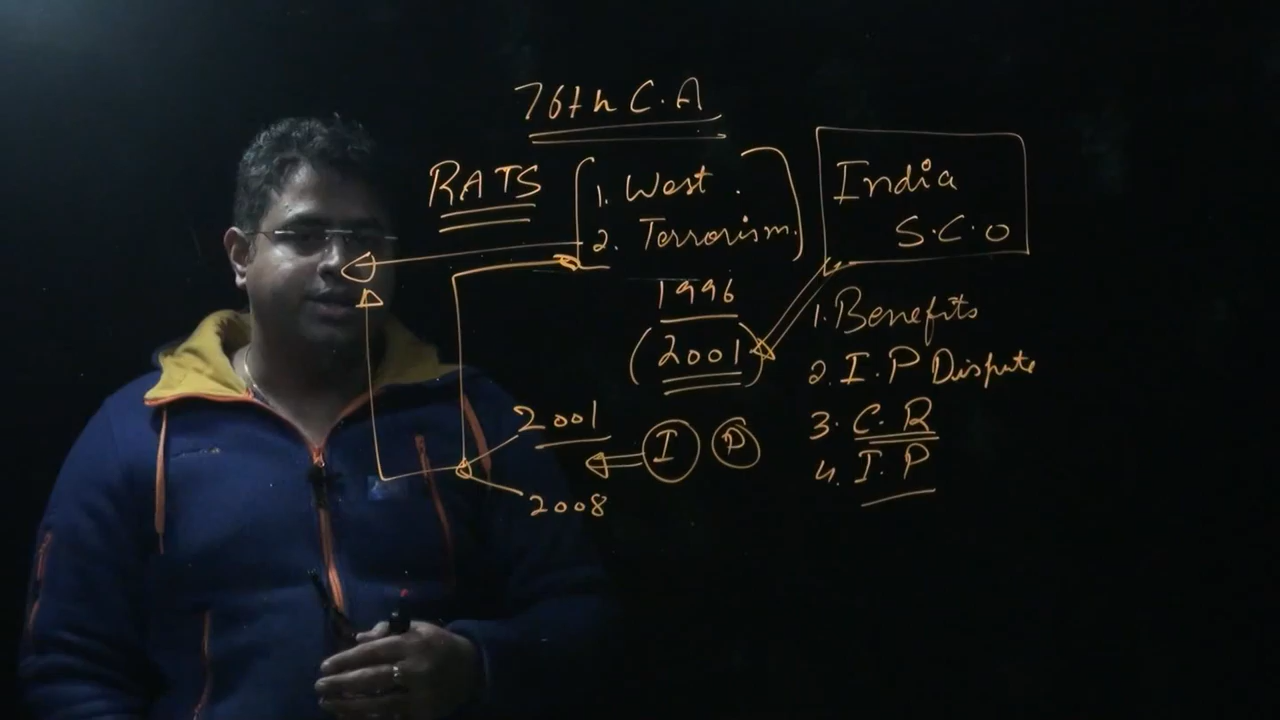 76th C.A
RATS
1. West.
2. Terrorism.
1996
(2001)
2001
2008
I P
India
S.C.O
1. Benefits
2. I.P Dispute
3. C.R
4. I.P